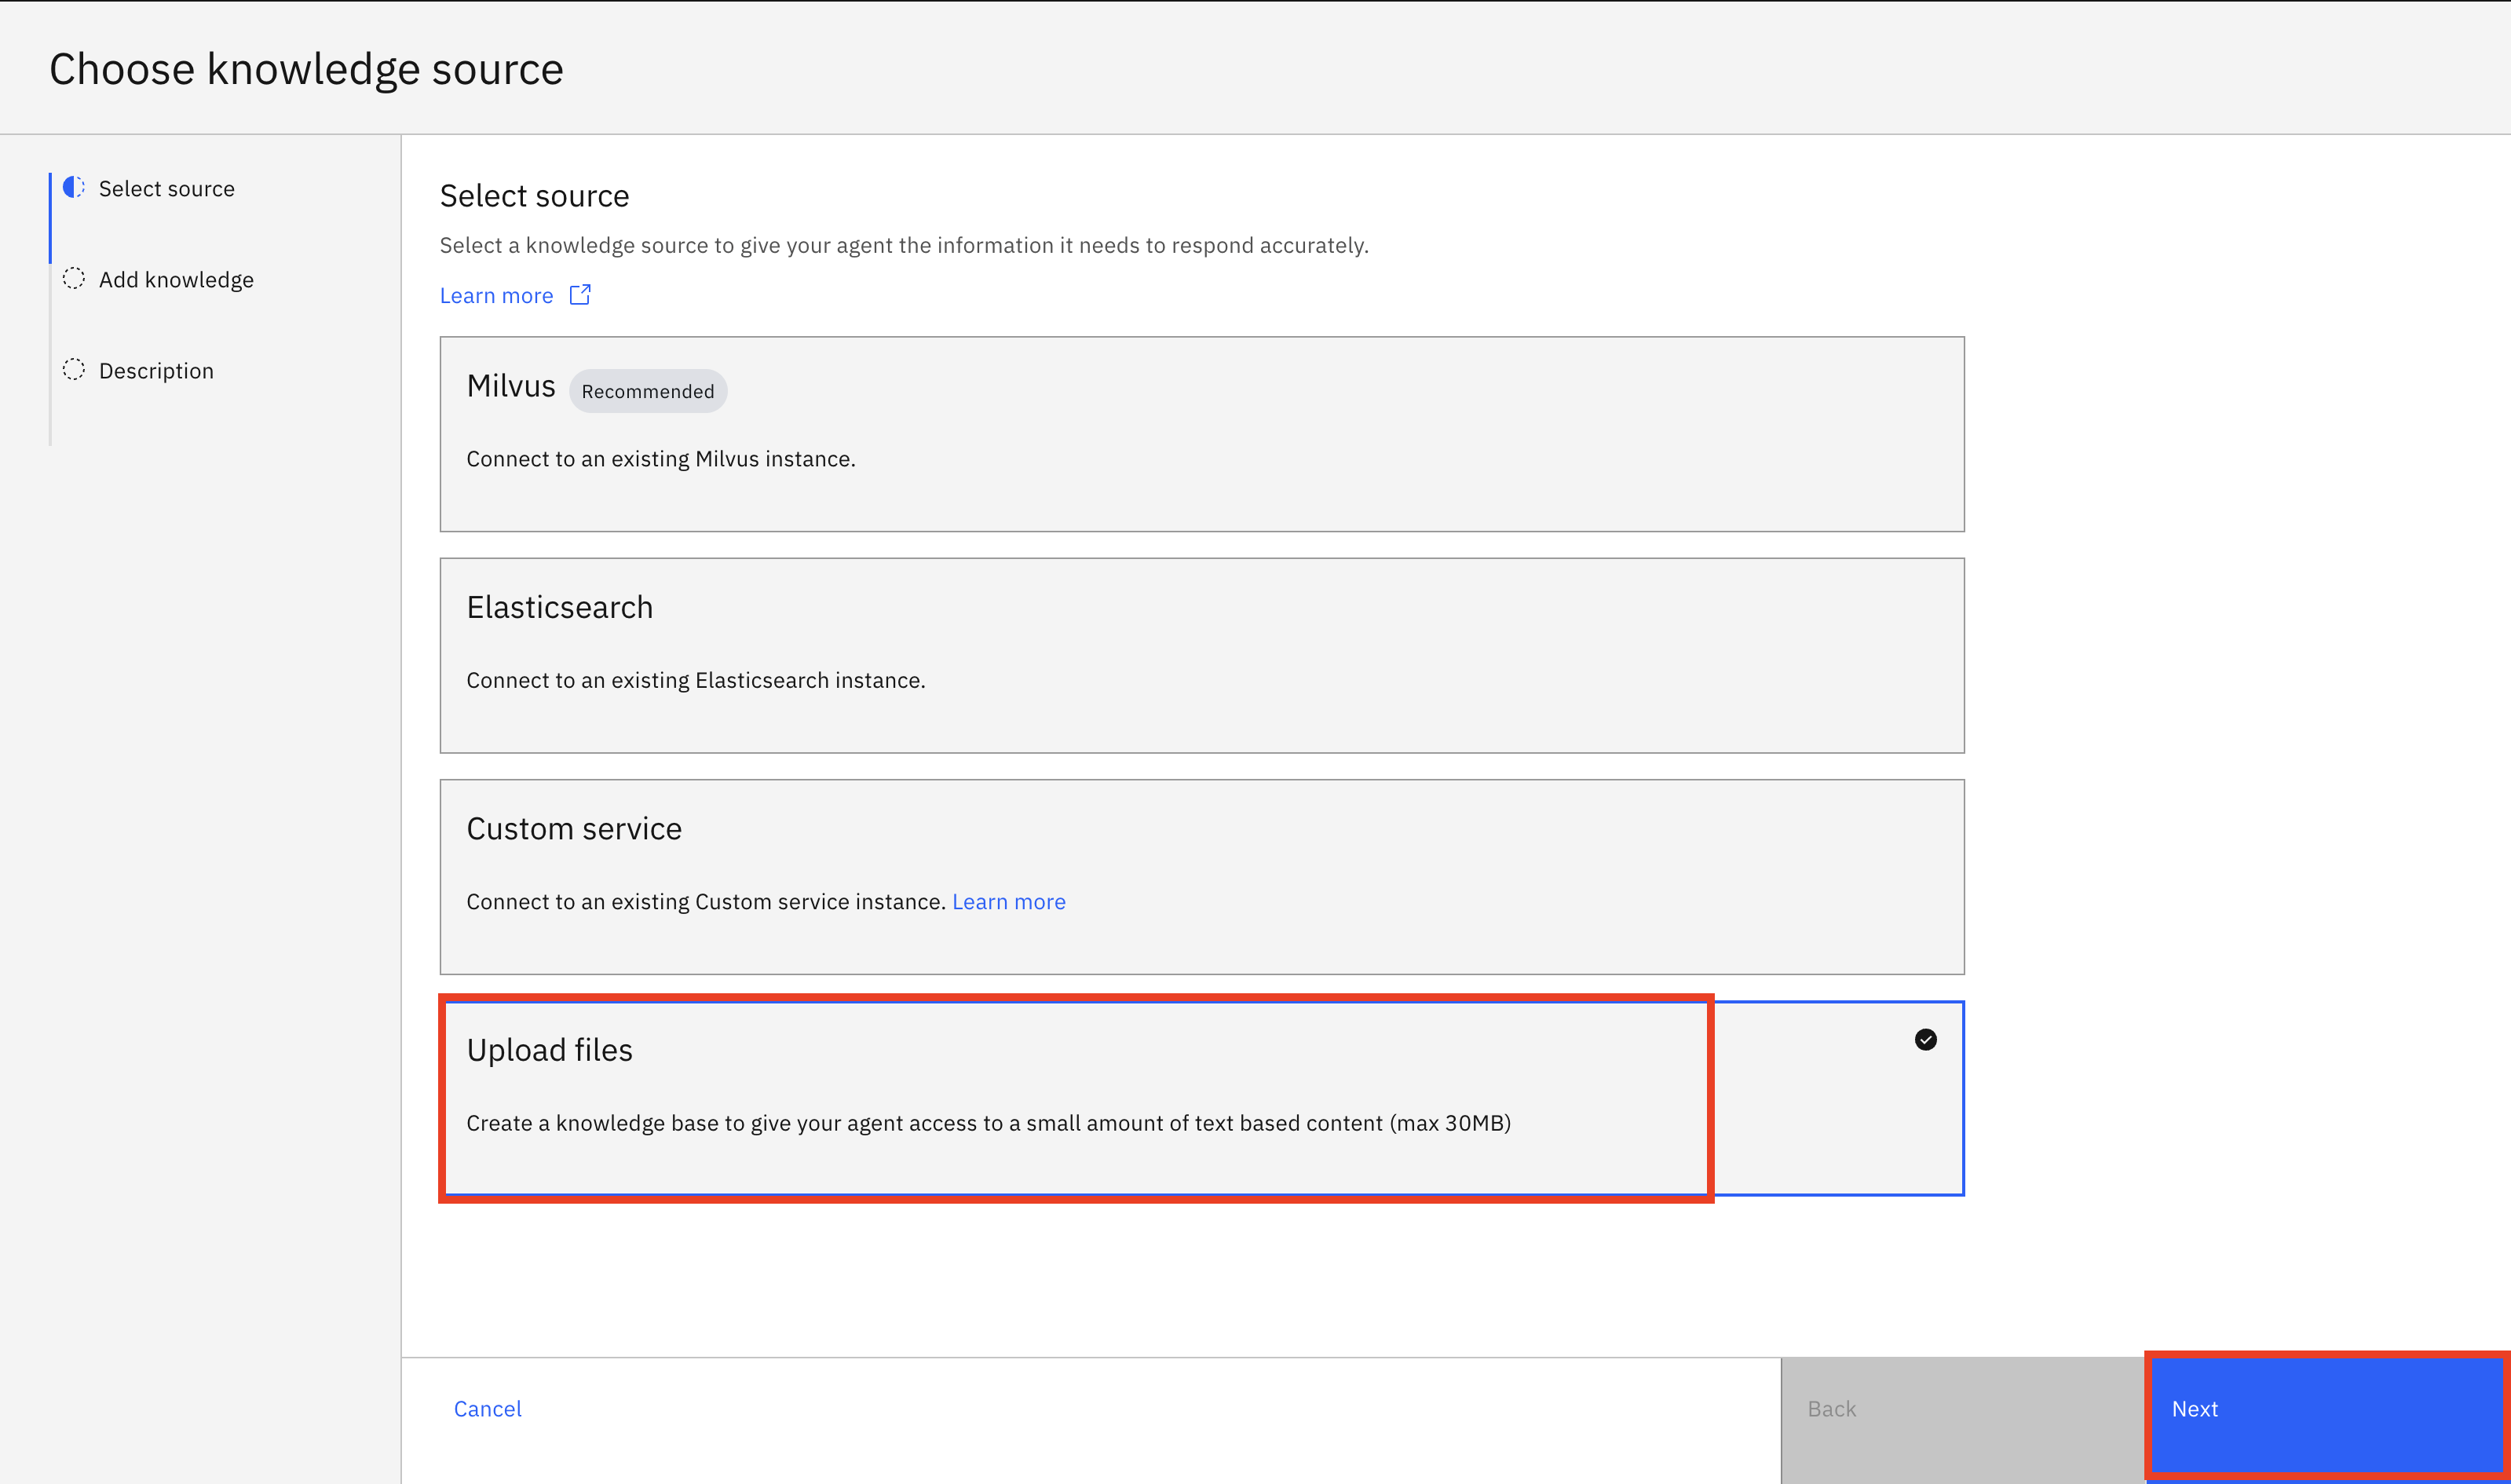 Choose knowledge source
Select source
Add knowledge
Description
Select source
Select a knowledge source to give your agent the information it needs to respond accurately.
Learn more
Milvus Recommended
Connect to an existing Milvus instance.
Elasticsearch
Connect to an existing Elasticsearch instance.
Custom service
Connect to an existing Custom service instance. Learn more
Upload files
Create a knowledge base to give your agent access to a small amount of text based content (max 30MB)
Cancel
Back
Next